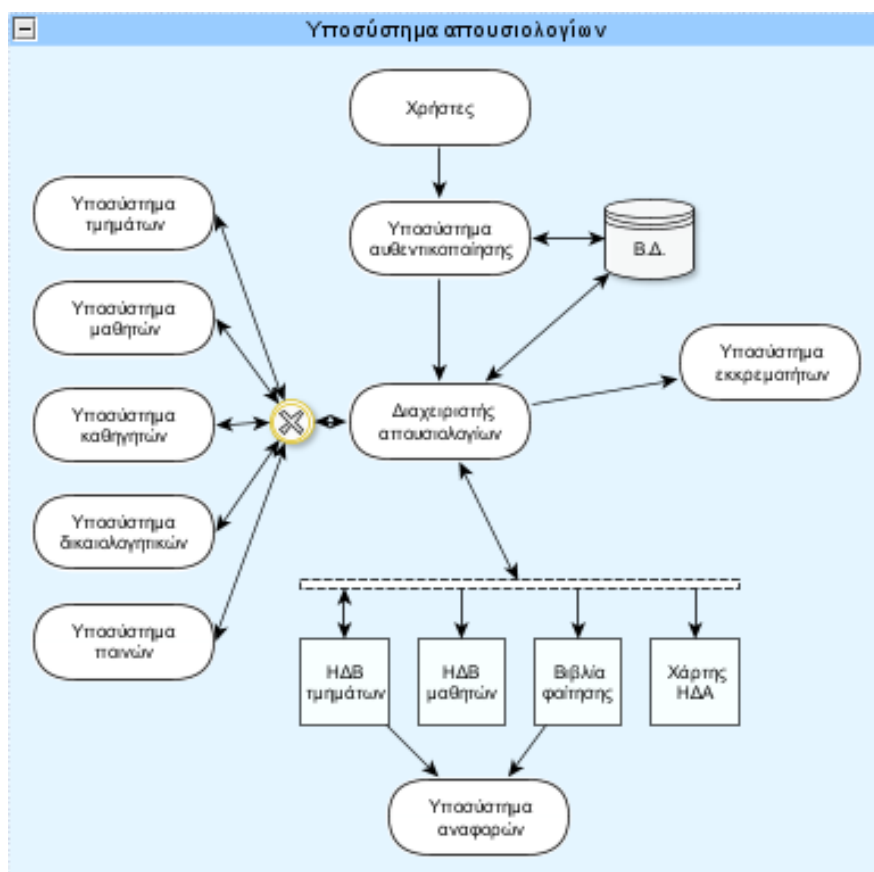 Υποσύστημα απουσιολογίων
Χρήστες
Υποσύστημα
τμημάτων
Υποσύστημα
αυθεντικοποίησης
Β.Δ.
Υποσύστημα
μαθητών
Υποσύστημα
εκκρεμοτήτων
Υποσύστημα
καθηγητών
Διαχειριστής
απουσιολογίων
Υποσύστημα
δικαιολογητικών
Υποσύστημα
ποινών
ΗΔΒ
τμημάτων
ΗΔΒ
μαθητών
Βιβλία
φοίτησης
Χάρτης
ΗΔΑ
Υποσύστημα
αναφορών